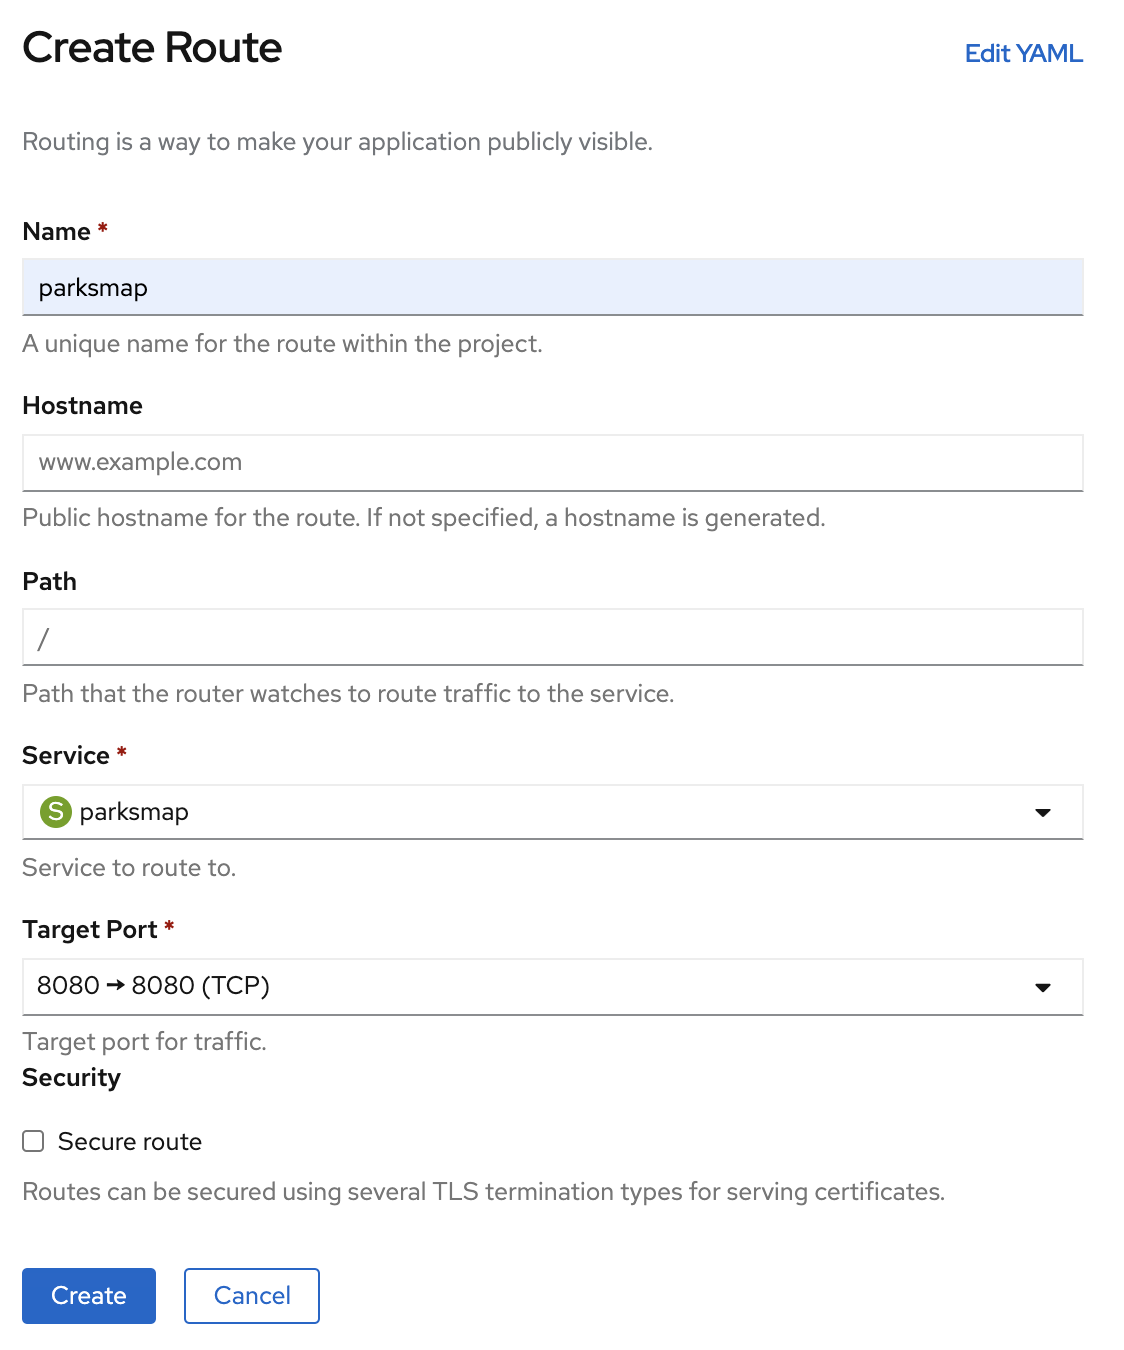 Create Route
Edit YAML
Routing is a way to make your application publicly visible.
Name *
parksmap
A unique name for the route within the project.
Hostname
www.example.com
Public hostname for the route. If not specified, a hostname is generated.
Path
/
Path that the router watches to route traffic to the service.
Service *
S parksmap
Service to route to.
Target Port *
8080 → 8080 (TCP)
Target port for traffic.
Security
Secure route
Routes can be secured using several TLS termination types for serving certificates.
Create
Cancel